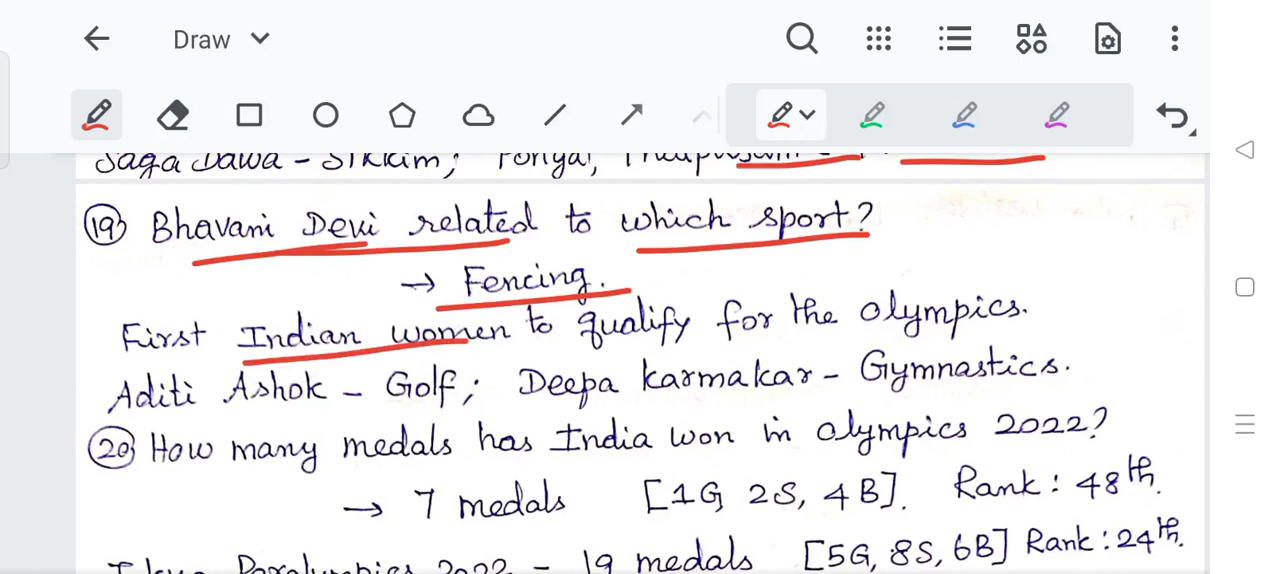 Draw
Saga Dawa - Sikkim;
19) Bhavani Devi related to which sport?
→ Fencing.
First Indian women to qualify for the olympics.
Aditi Ashok - Golf; Deepa Karmakar - Gymnastics.
20) How many medals has India won in olympics 2022?
→ 7 medals [1G, 2S, 4B]. Rank: 48th.
Paralympics 2022 - 19 medals [5G, 8S, 6B] Rank: 24th.